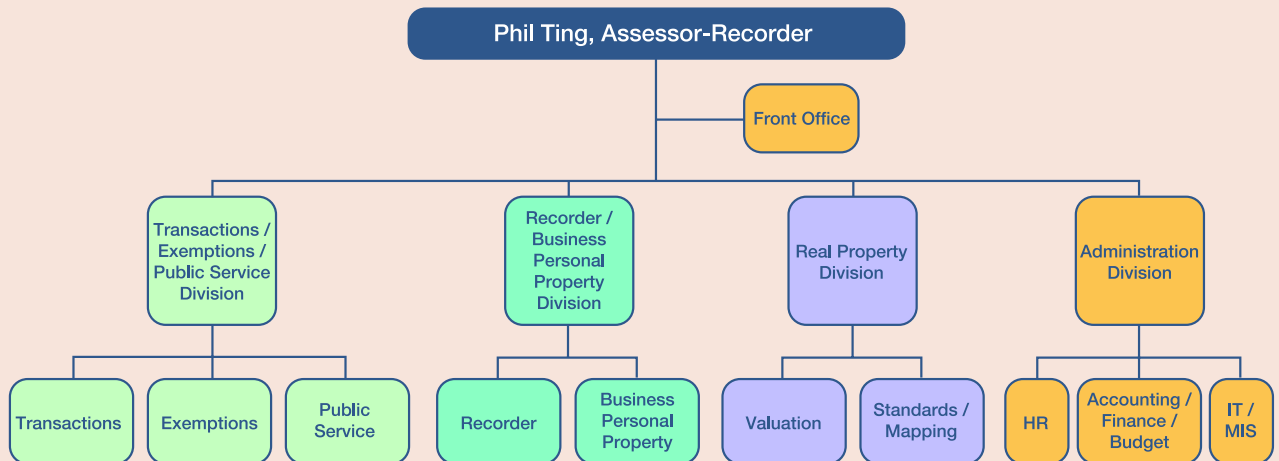 Phil Ting, Assessor-Recorder
Front Office
Transactions /
Exemptions /
Public Service
Division
Recorder /
Business
Personal
Property
Division
Real Property
Division
Administration
Division
Transactions
Exemptions
Public
Service
Recorder
Business
Personal
Property
Valuation
Standards /
Mapping
HR
Accounting /
Finance /
Budget
IT /
MIS